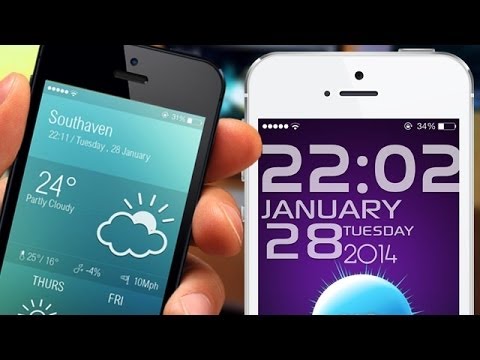 31%
Southaven
22:11 / Tuesday , 28 January
24°
Partly Cloudy
25°/ 16°
-4%
10Mph
THURS
FRI
34%
22:02
JANUARY
28 TUESDAY
2014